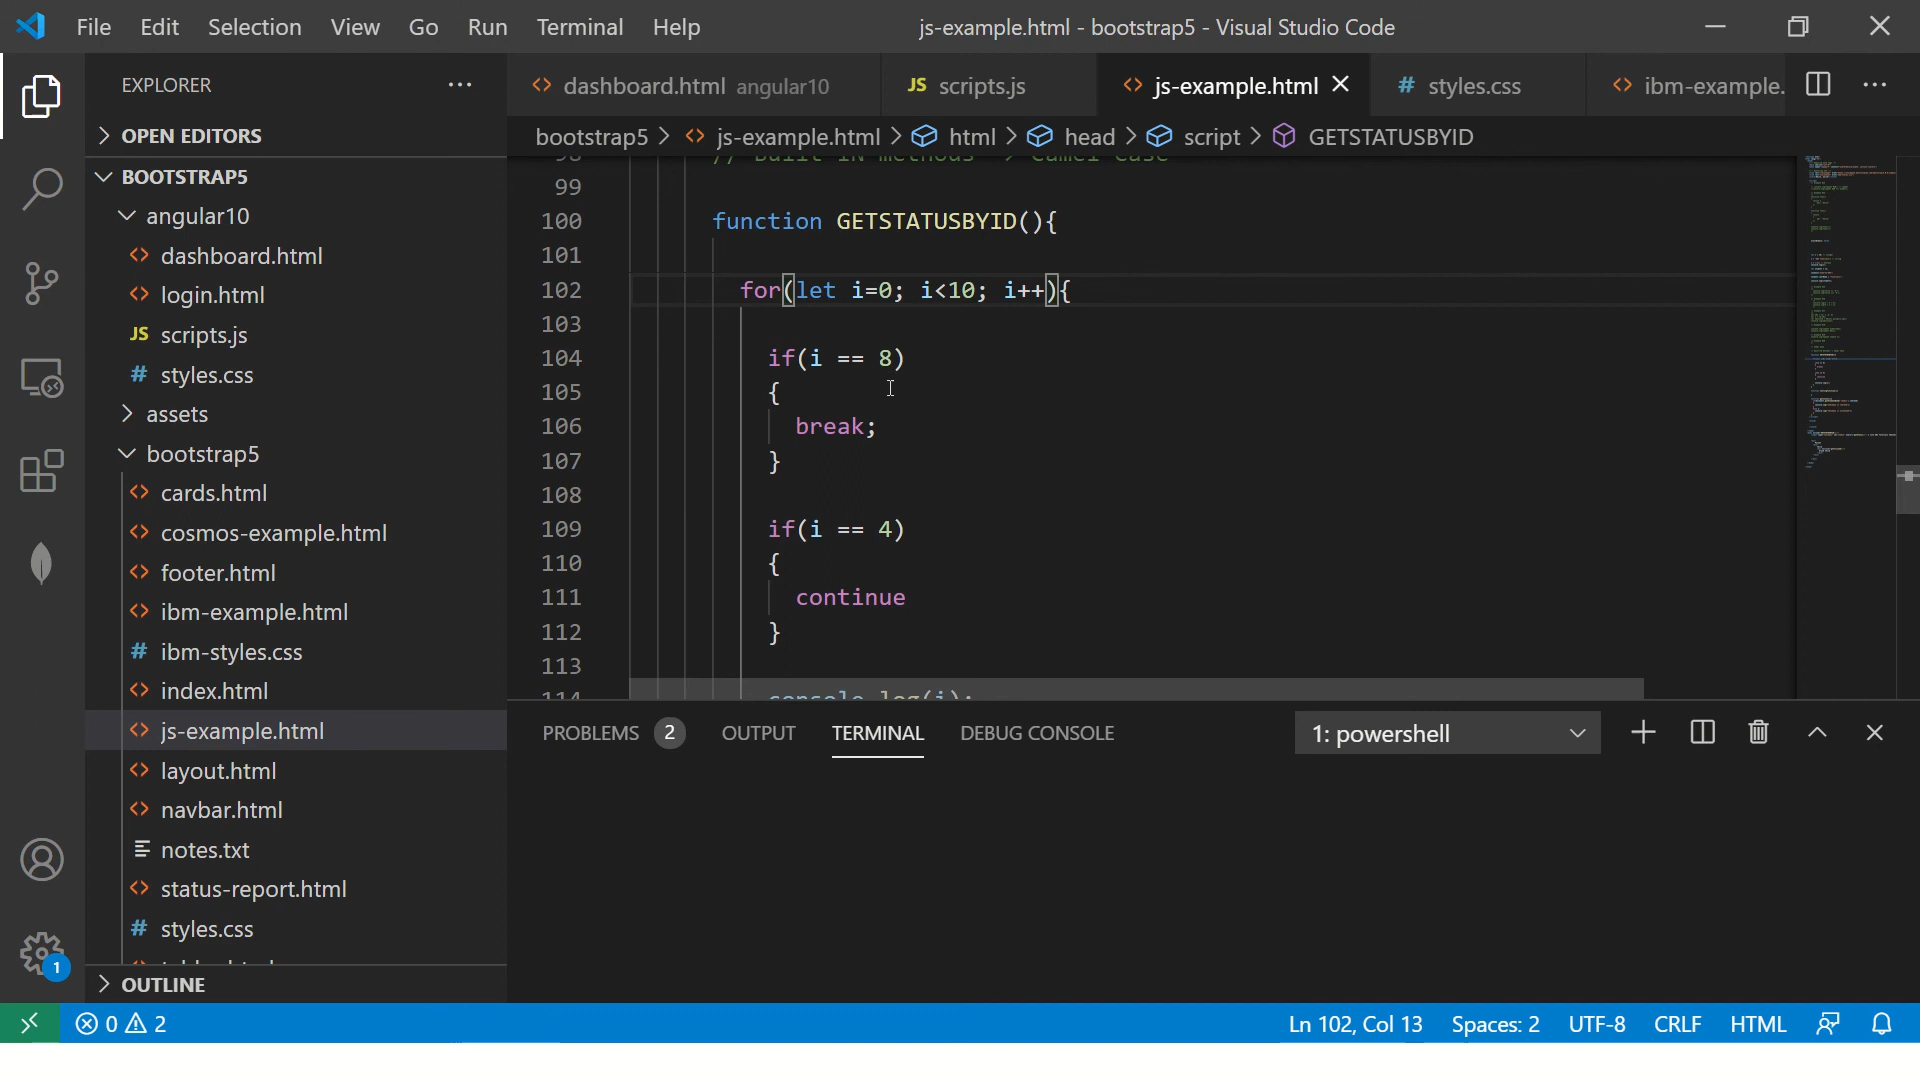 File Edit Selection View Go Run Terminal Help js-example.html - bootstrap5 - Visual Studio Code
EXPLORER
dashboard.html angular10 JS scripts.js js-example.html # styles.css ibm-example.
OPEN EDITORS
bootstrap5 > js-example.html > html > head > script > GETSTATUSBYID
BOOTSTRAP5
angular10
dashboard.html
login.html
JS scripts.js
# styles.css
assets
bootstrap5
cards.html
cosmos-example.html
footer.html
ibm-example.html
# ibm-styles.css
index.html
js-example.html
layout.html
navbar.html
notes.txt
status-report.html
# styles.css
OUTLINE
99
100 function GETSTATUSBYID(){
101
102 for(let i=0; i<10; i++){
103
104 if(i == 8)
105 {
106 break;
107 }
108
109 if(i == 4)
110 {
111 continue
112 }
113
114 console.log(i);
PROBLEMS 2 OUTPUT TERMINAL DEBUG CONSOLE 1: powershell
1
0 2 Ln 102, Col 13 Spaces: 2 UTF-8 CRLF HTML